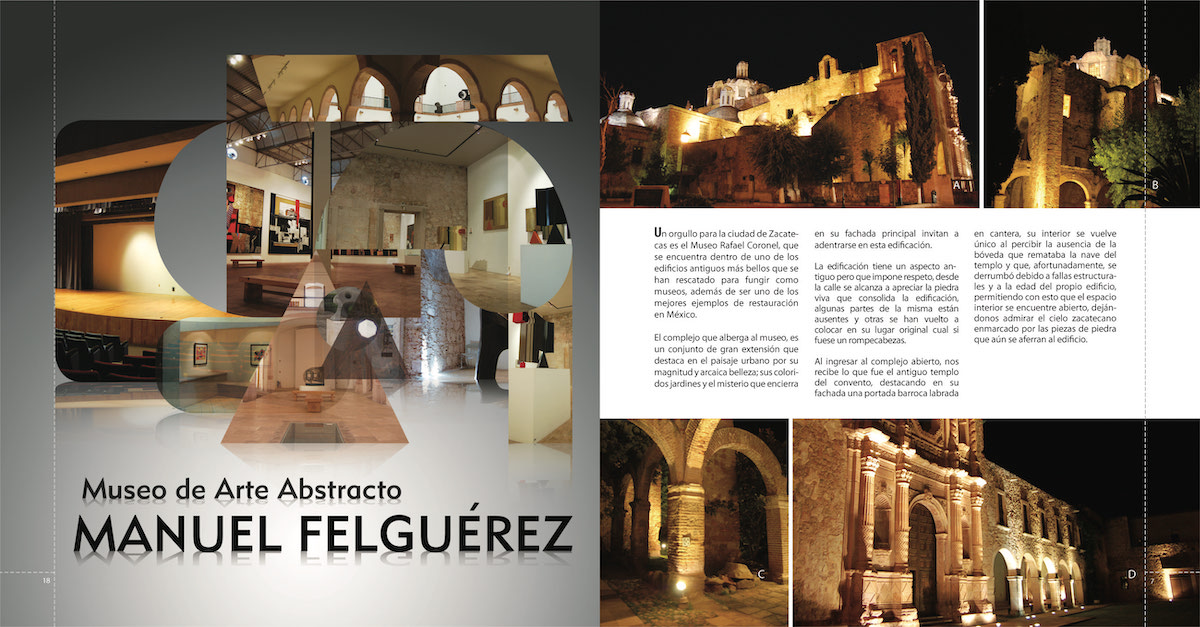 Museo de Arte Abstracto
MANUEL FELGUÉREZ
18
A
B
Un orgullo para la ciudad de Zacate-
cas es el Museo Rafael Coronel, que
se encuentra dentro de uno de los
edificios antiguos más bellos que se
han rescatado para fungir como
museos, además de ser uno de los
mejores ejemplos de restauración
en México.
El complejo que alberga al museo, es
un conjunto de gran extensión que
destaca en el paisaje urbano por su
magnitud y arcaica belleza; sus colori-
dos jardines y el misterio que encierra
en su fachada principal invitan a
adentrarse en esta edificación.
La edificación tiene un aspecto an-
tiguo pero que impone respeto, desde
la calle se alcanza a apreciar la piedra
viva que consolida la edificación,
algunas partes de la misma están
ausentes y otras se han vuelto a
colocar en su lugar original cual si
fuese un rompecabezas.
Al ingresar al complejo abierto, nos
recibe lo que fue el antiguo templo
del convento, destacando en su
fachada una portada barroca labrada
en cantera, su interior se vuelve
único al percibir la ausencia de la
bóveda que remataba la nave del
templo y que, afortunadamente, se
derrumbó debido a fallas estructura-
les y a la edad del propio edificio,
permitiendo con esto que el espacio
interior se encuentre abierto, deján-
donos admirar el cielo zacatecano
enmarcado por las piezas de piedra
que aún se aferran al edificio.
C
D
7